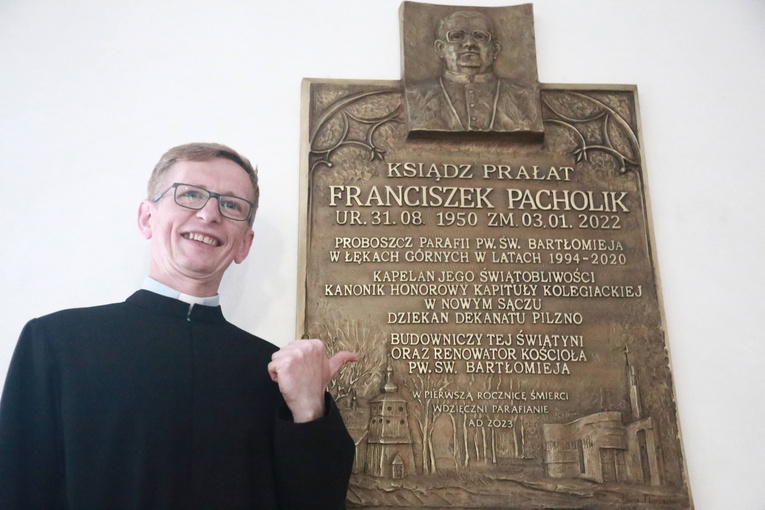 KSIĄDZ PRAŁAT
FRANCISZEK PACHOLIK
UR. 31.08. 1950 ZM. 03.01. 2022
PROBOSZCZ PARAFII PW. ŚW. BARTŁOMIEJA
W ŁĘKACH GÓRNYCH W LATACH 1994-2020
KAPELAN JEGO ŚWIĄTOBLIWOŚCI
KANONIK HONOROWY KAPITUŁY KOLEGIACKIEJ
W NOWYM SĄCZU
DZIEKAN DEKANATU PILZNO
BUDOWNICZY TEJ ŚWIĄTYNI
ORAZ RENOWATOR KOŚCIOŁA
PW. ŚW. BARTŁOMIEJA
W PIERWSZĄ ROCZNICĘ ŚMIERCI
WDZIĘCZNI PARAFIANIE
AD 2023